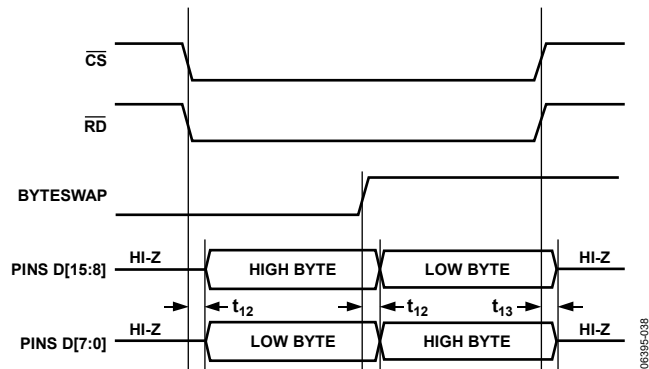 CS
RD
BYTESWAP
PINS D[15:8] HI-Z HIGH BYTE LOW BYTE HI-Z
t12 t12 t13
PINS D[7:0] HI-Z LOW BYTE HIGH BYTE HI-Z
06395-038